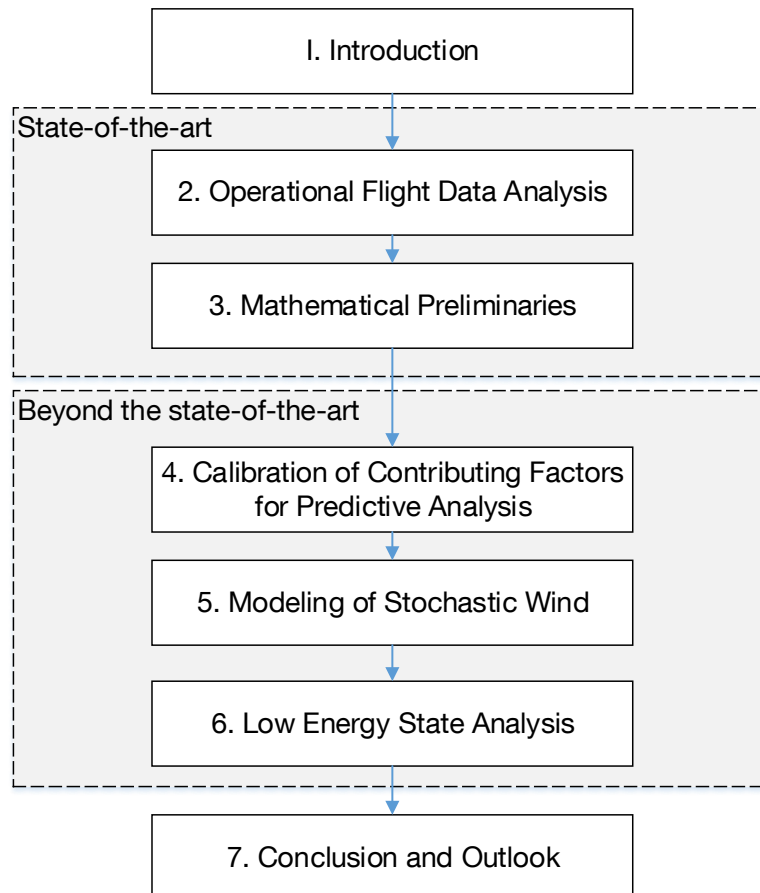 I. Introduction
State-of-the-art
2. Operational Flight Data Analysis
3. Mathematical Preliminaries
Beyond the state-of-the-art
4. Calibration of Contributing Factors
for Predictive Analysis
5. Modeling of Stochastic Wind
6. Low Energy State Analysis
7. Conclusion and Outlook